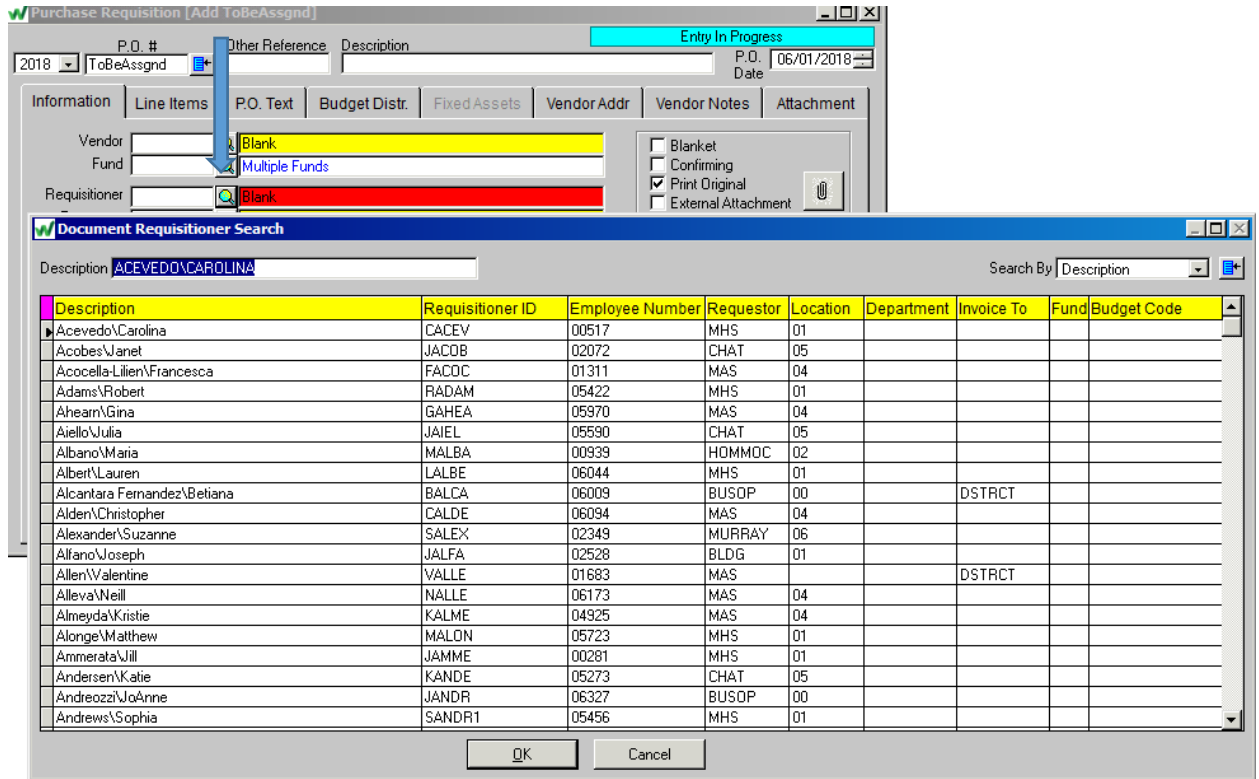 Purchase Requisition [Add ToBeAssgnd]
P.O. # Other Reference Description Entry In Progress
2018 ToBeAssgnd P.O. Date 06/01/2018
Information Line Items P.O. Text Budget Distr. Fixed Assets Vendor Addr Vendor Notes Attachment
Vendor Blank Blanket
Fund Multiple Funds Confirming
Print Original
Requisitioner Blank External Attachment
Document Requisitioner Search
Description ACEVEDO\CAROLINA Search By Description
Description Requisitioner ID Employee Number Requestor Location Department Invoice To Fund Budget Code
Acevedo\Carolina CACEV 00517 MHS 01
Acobes\Janet JACOB 02072 CHAT 05
Acocella-Lilien\Francesca FACOC 01311 MAS 04
Adams\Robert RADAM 05422 MHS 01
Ahearn\Gina GAHEA 05970 MAS 04
Aiello\Julia JAIEL 05590 CHAT 05
Albano\Maria MALBA 00939 HOMMOC 02
Albert\Lauren LALBE 06044 MHS 01
Alcantara Fernandez\Betiana BALCA 06009 BUSOP 00 DSTRCT
Alden\Christopher CALDE 06094 MAS 04
Alexander\Suzanne SALEX 02349 MURRAY 06
Alfano\Joseph JALFA 02528 BLDG 01
Allen\Valentine VALLE 01683 MAS DSTRCT
Alleva\Neill NALLE 06173 MAS 04
Almeyda\Kristie KALME 04925 MAS 04
Alonge\Matthew MALON 05723 MHS 01
Ammerata\Jill JAMME 00281 MHS 01
Andersen\Katie KANDE 05273 CHAT 05
Andreozzi\JoAnne JANDR 06327 BUSOP 00
Andrews\Sophia SANDR1 05456 MHS 01
OK Cancel